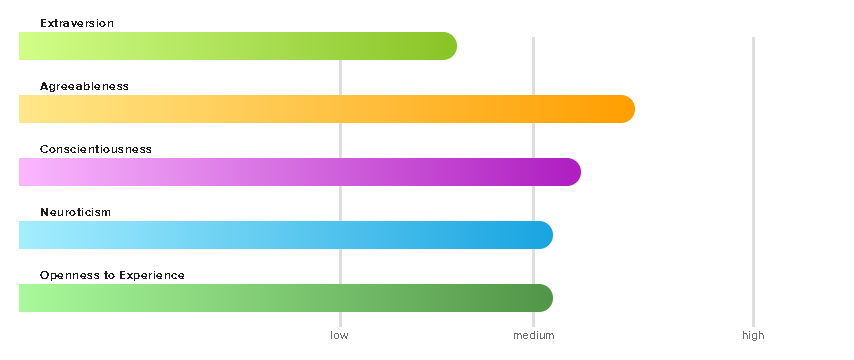 Extraversion
Agreeableness
Conscientiousness
Neuroticism
Openness to Experience
low medium high